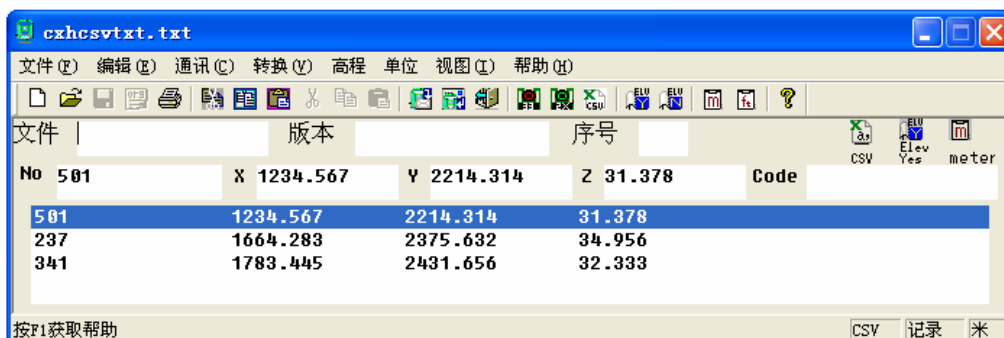 cxhcsvtxt.txt
文件(F) 编辑(E) 通讯(C) 转换(V) 高程 单位 视图(I) 帮助(H)
文件 版本 序号
CSV Elev Yes meter
No 501 X 1234.567 Y 2214.314 Z 31.378 Code
501 1234.567 2214.314 31.378
237 1664.283 2375.632 34.956
341 1783.445 2431.656 32.333
按F1获取帮助 CSV 记录 米